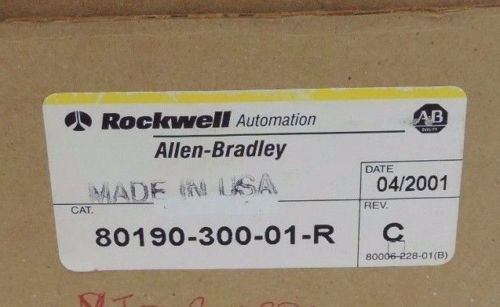 Rockwell Automation
AB
QUALITY
Allen-Bradley
MADE IN USA
DATE
04/2001
CAT.
80190-300-01-R
REV.
C
80006-228-01(B)